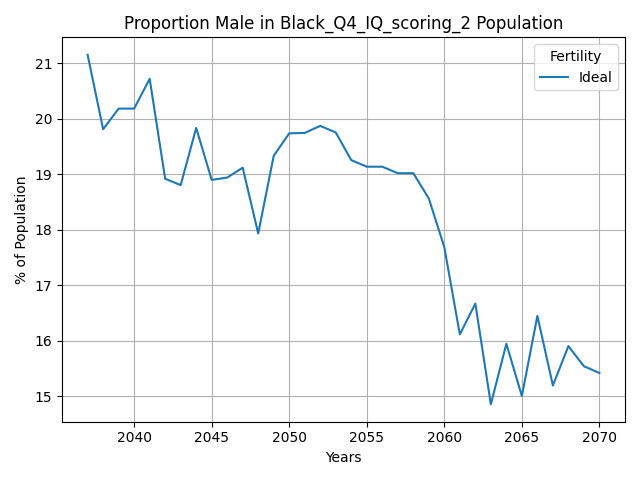 Proportion Male in Black_Q4_IQ_scoring_2 Population
Fertility
Ideal
% of Population
21
20
19
18
17
16
15
2040
2045
2050
2055
2060
2065
2070
Years